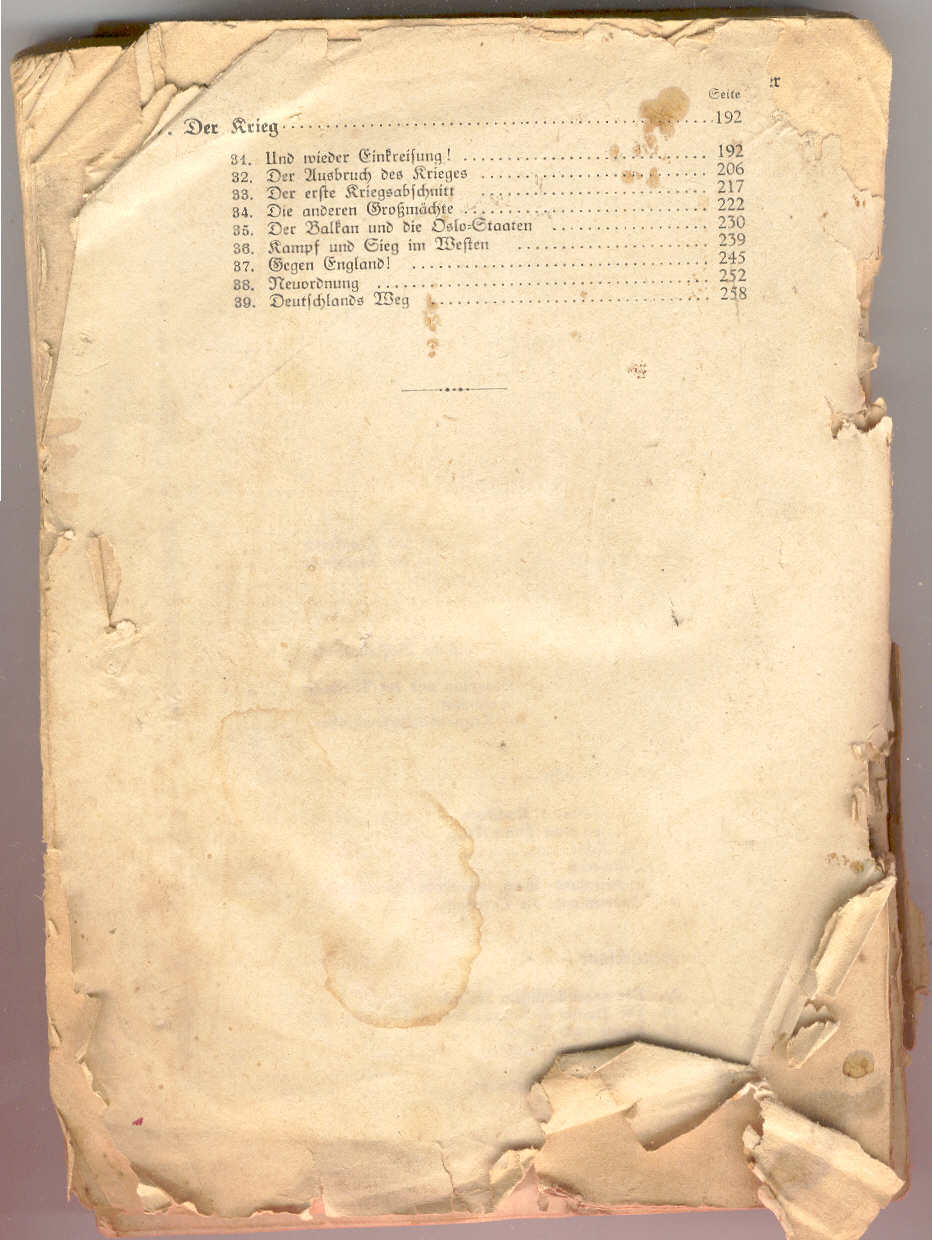 r
Seite
. Der Krieg 192
31. Und wieder Einkreisung! 192
32. Der Ausbruch des Krieges 206
33. Der erste Kriegsabschnitt 217
34. Die anderen Großmächte 222
35. Der Balkan und die Oslo-Staaten 230
36. Kampf und Sieg im Westen 239
37. Gegen England! 245
38. Neuordnung 252
39. Deutschlands Weg 258